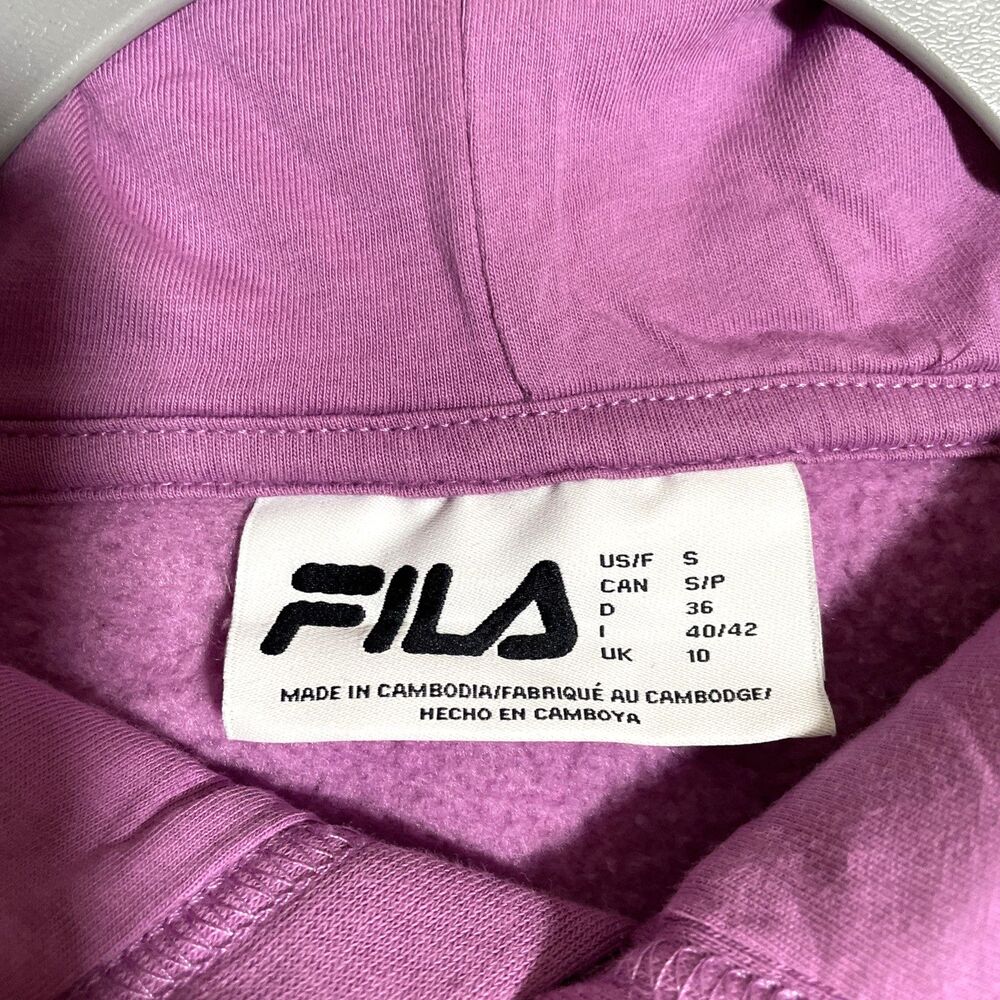 FILA
US/F S
CAN S/P
D 36
I 40/42
UK 10
MADE IN CAMBODIA/FABRIQUÉ AU CAMBODGE/
HECHO EN CAMBOYA